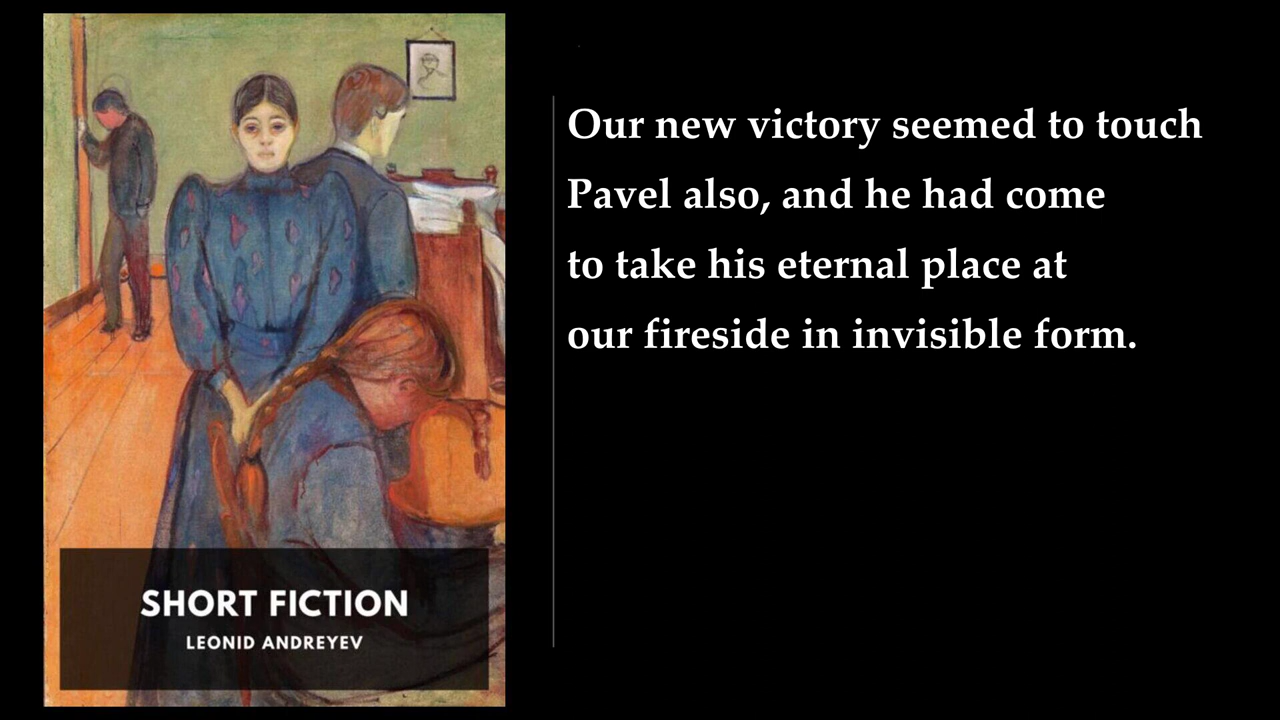 SHORT FICTION
LEONID ANDREYEV
Our new victory seemed to touch
Pavel also, and he had come
to take his eternal place at
our fireside in invisible form.